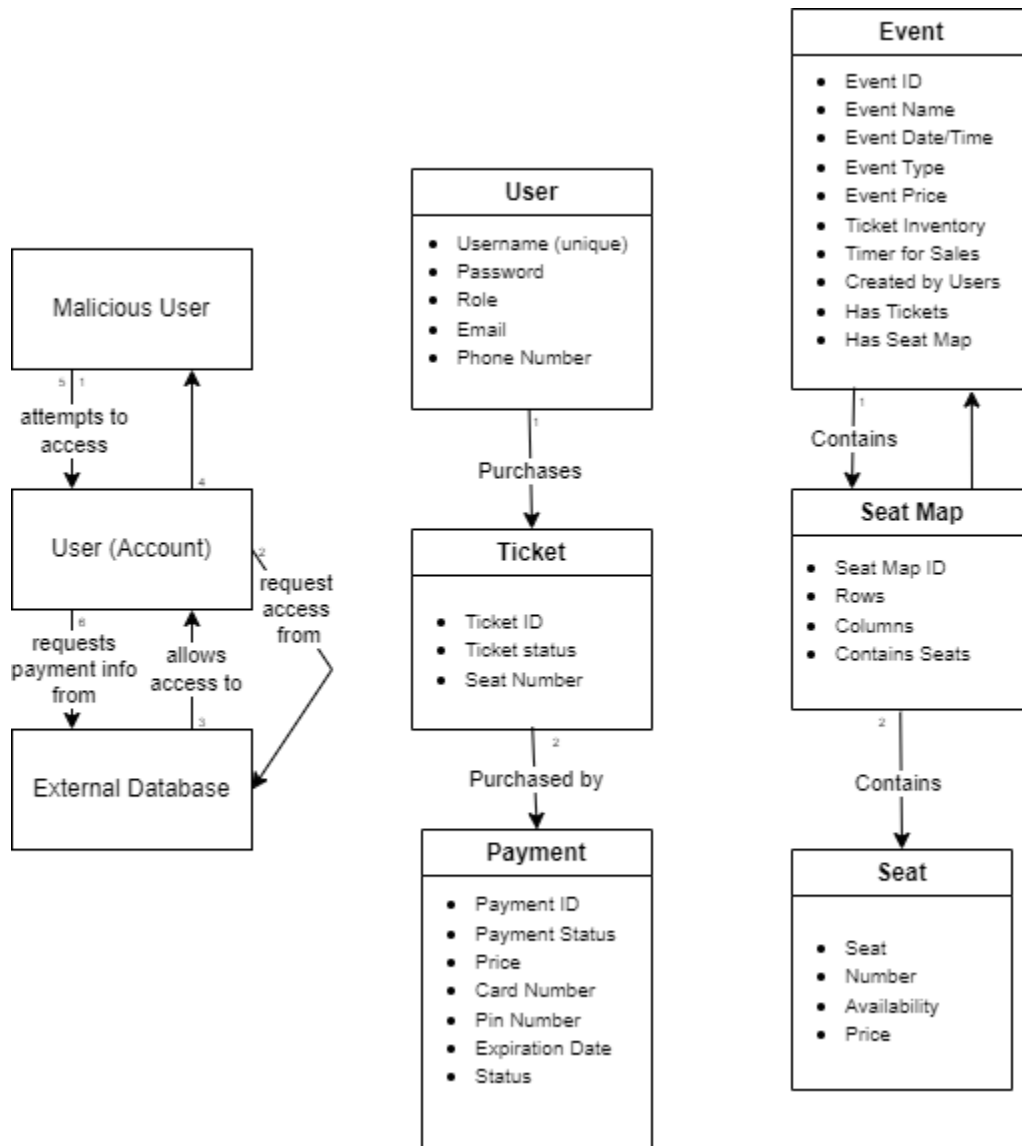 Malicious User
5
1
attempts to
access
4
User (Account)
2
request
access
from
6
requests
payment info
from
allows
access to
3
External Database
User
Username (unique)
Password
Role
Email
Phone Number
1
Purchases
Ticket
Ticket ID
Ticket status
Seat Number
2
Purchased by
Payment
Payment ID
Payment Status
Price
Card Number
Pin Number
Expiration Date
Status
Event
Event ID
Event Name
Event Date/Time
Event Type
Event Price
Ticket Inventory
Timer for Sales
Created by Users
Has Tickets
Has Seat Map
1
Contains
Seat Map
Seat Map ID
Rows
Columns
Contains Seats
2
Contains
Seat
Seat
Number
Availability
Price